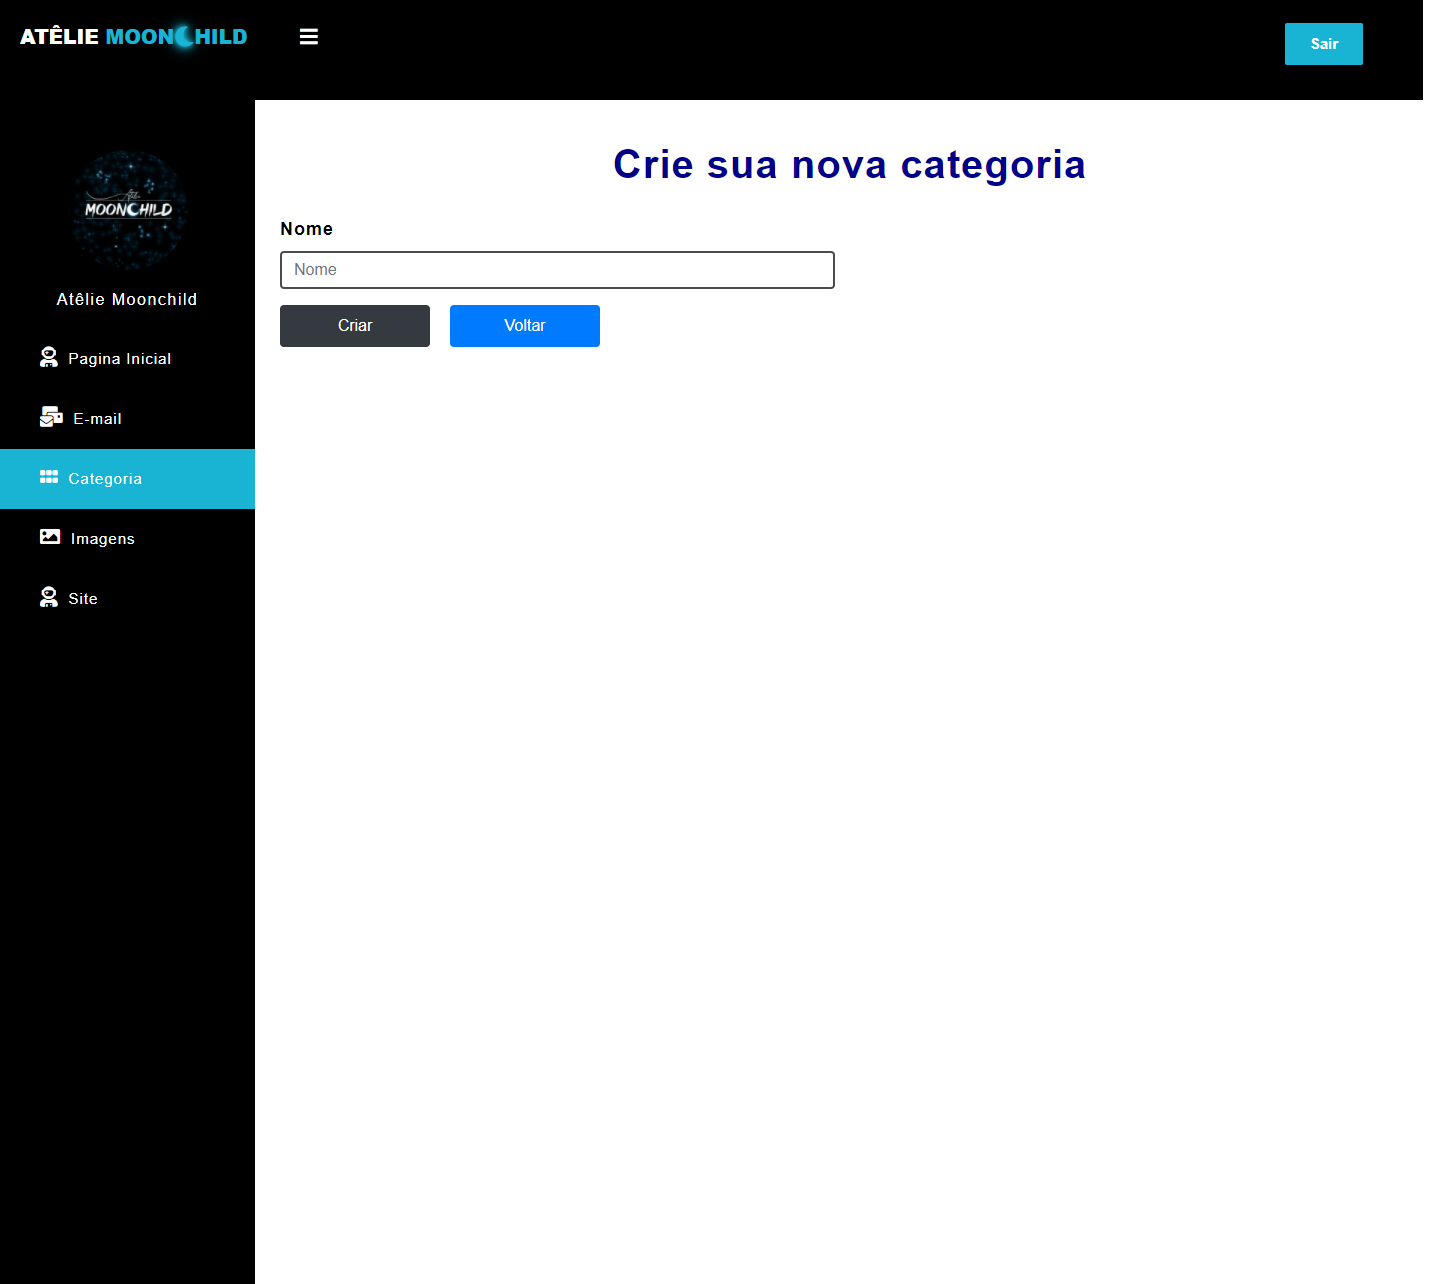 ATÊLIE MOONCHILD
Sair
MOONCHILD
Atêlie Moonchild
Pagina Inicial
E-mail
Categoria
Imagens
Site
Crie sua nova categoria
Nome
Nome
Criar
Voltar